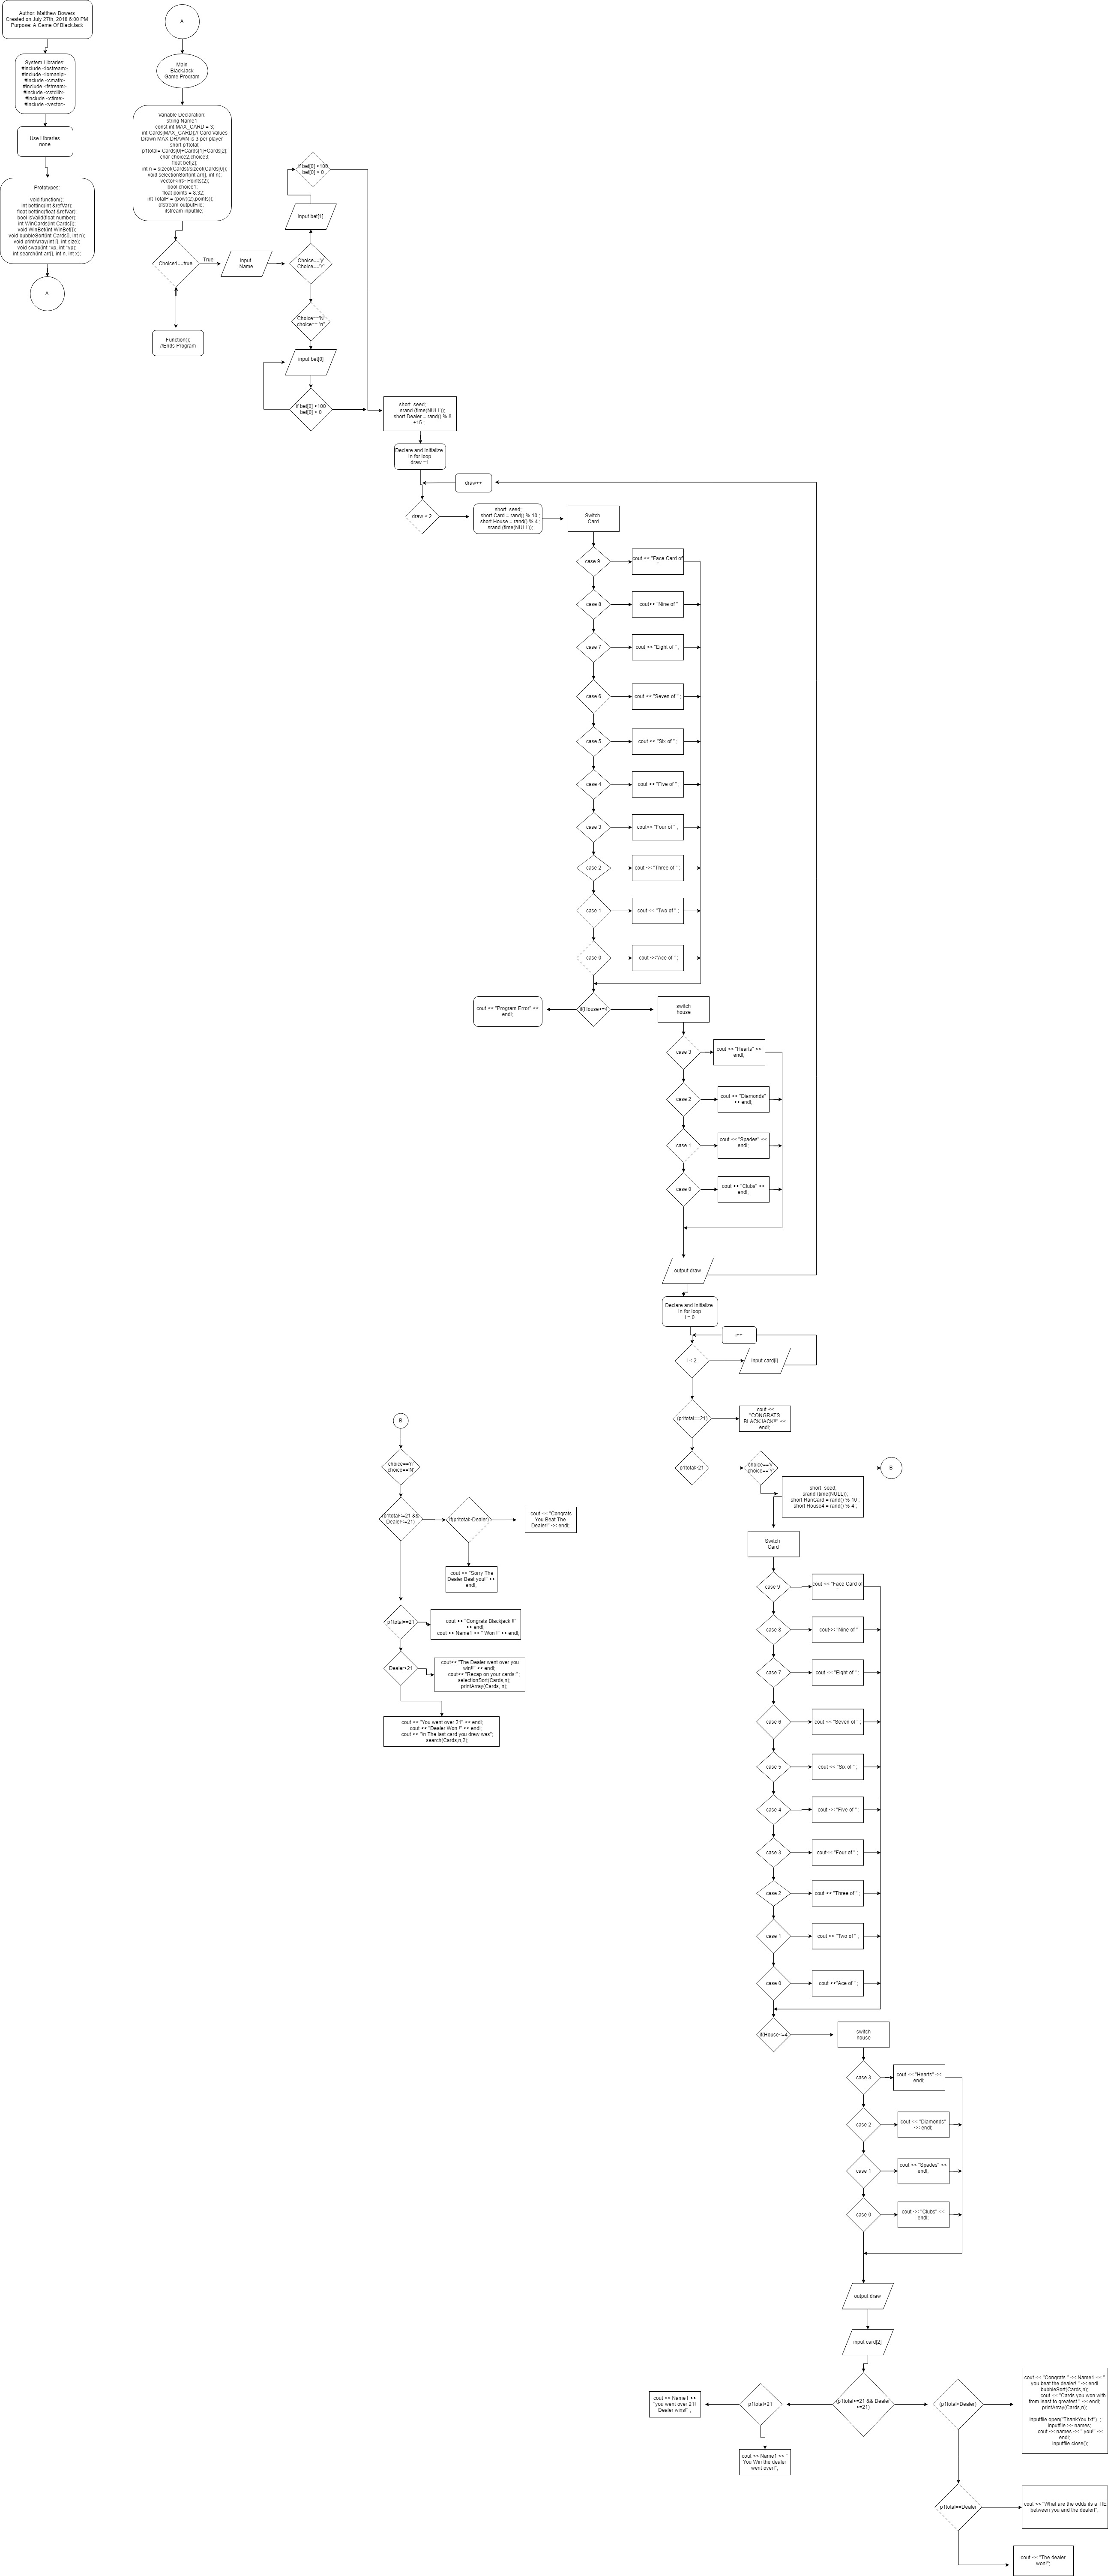 Author: Matthew Bowers
Created on July 27th, 2018 6:00 PM
Purpose: A Game Of BlackJack
System Libraries:
#include <iostream>
#include <iomanip>
#include <cmath>
#include <fstream>
#include <cstdlib>
#include <ctime>
#include <vector>
Use Libraries
none
Prototypes:
void function();
int betting(int &refVar);
float betting(float &refVar);
bool isValid(float number);
int WinCards(int Cards[]);
void WinBet(int WinBet[]);
void bubbleSort(int Cards[], int n);
void printArray(int [], int size);
void swap(int *xp, int *yp);
int search(int arr[], int n, int x);
A
A
Main
BlackJack
Game Program
Variable Declaration:
string Name1
const int MAX_CARD = 3;
int Cards[MAX_CARD];// Card Values
Drawn MAX DRAWN is 3 per player
short p1total;
p1total= Cards[0]+Cards[1]+Cards[2];
char choice2,choice3;
float bet[2];
int n = sizeof(Cards)/sizeof(Cards[0]);
void selectionSort(int arr[], int n);
vector<int> Points(2);
bool choice1;
float points = 8.32;
int TotalP = (pow((2),points));
ofstream outputFile;
ifstream inputfile;
Choice1==true
True
Function();
//Ends Program
Input
Name
Choice=='y'
Choice=='Y'
Input bet[1]
if bet[0] <100
bet[0] > 0
Choice=='N'
choice== 'n'
input bet[0]
if bet[0] <100
bet[0] > 0
short seed;
srand (time(NULL));
short Dealer = rand() % 8
+15 ;
Declare and Initialize
In for loop
draw =1
draw++
draw < 2
short seed;
short Card = rand() % 10 ;
short House = rand() % 4 ;
srand (time(NULL));
Switch
Card
case 9
cout << "Face Card of
"
case 8
cout<< "Nine of "
case 7
cout << "Eight of " ;
case 6
cout << "Seven of " ;
case 5
cout << "Six of " ;
case 4
cout << "Five of " ;
case 3
cout<< "Four of " ;
case 2
cout << "Three of " ;
case 1
cout << "Two of " ;
case 0
cout <<"Ace of " ;
if(House<=4
cout << "Program Error" <<
endl;
switch
house
case 3
cout << "Hearts" <<
endl;
case 2
cout << "Diamonds"
<< endl;
case 1
cout << "Spades" <<
endl;
case 0
cout << "Clubs" <<
endl;
output draw
Declare and Initialize
In for loop
i = 0
i++
I < 2
input card[i]
(p1total==21)
cout <<
"CONGRATS
BLACKJACK!!" <<
endl;
p1total>21
choice=='y'
choice=='Y'
B
short. seed;
srand (time(NULL));
short RanCard = rand() % 10 ;
short House4 = rand() % 4 ;
Switch
Card
case 9
cout << "Face Card of
"
case 8
cout<< "Nine of "
case 7
cout << "Eight of " ;
case 6
cout << "Seven of " ;
case 5
cout << "Six of " ;
case 4
cout << "Five of " ;
case 3
cout<< "Four of " ;
case 2
cout << "Three of " ;
case 1
cout << "Two of " ;
case 0
cout <<"Ace of " ;
if(House<=4
switch
house
case 3
cout << "Hearts" <<
endl;
case 2
cout << "Diamonds"
<< endl;
case 1
cout << "Spades" <<
endl;
case 0
cout << "Clubs" <<
endl;
output draw
input card[2]
(p1total<=21 && Dealer
<=21)
p1total>21
cout << Name1 <<
"you went over 21!
Dealer wins!" ;
cout << Name1 << "
You Win the dealer
went over!";
(p1total>Dealer)
cout << "Congrats " << Name1 << "
you beat the dealer! " << endl
bubbleSort(Cards,n);
cout << "Cards you won with
from least to greatest " << endl;
printArray(Cards,n);
inputfile.open("ThankYou.txt") ;
inputfile >> names;
cout << names << " you!" <<
endl;
inputfile.close();
p1total==Dealer
cout << "What are the odds its a TIE
between you and the dealer!";
cout << "The dealer
won!";
B
choice=='n'
choice=='N'
(p1total<=21 &&
Dealer<=21)
if(p1total>Dealer)
cout << "Congrats
You Beat The
Dealer!" << endl;
cout << "Sorry The
Dealer Beat you!" <<
endl;
p1total==21
cout << "Congrats Blackjack !!"
<< endl;
cout << Name1 << " Won !"<< endl;
Dealer>21
cout<< "The Dealer went over you
win!!" << endl;
cout<< "Recap on your cards:" ;
selectionSort(Cards,n);
printArray(Cards, n);
cout << "You went over 21" << endl;
cout << "Dealer Won !"<< endl;
cout << "\n The last card you drew was";
search(Cards,n,2);